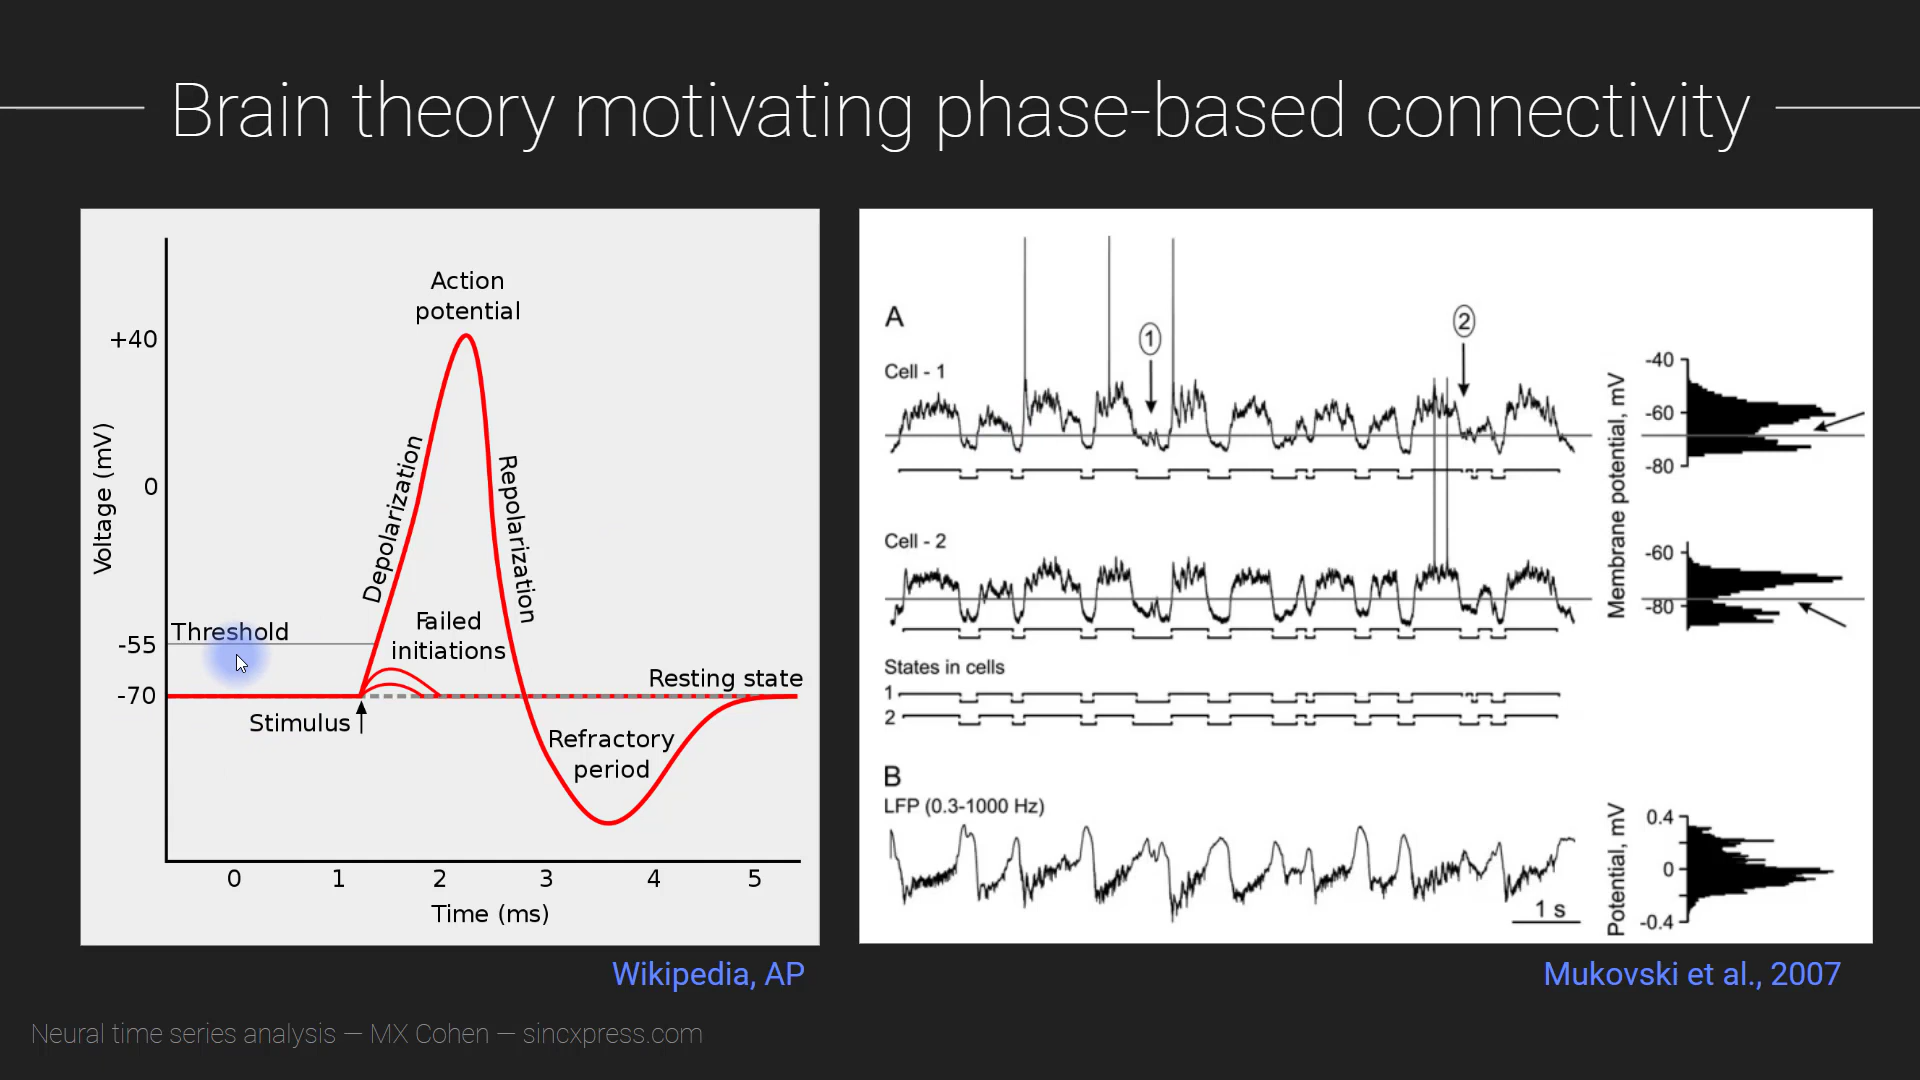 Brain theory motivating phase-based connectivity
Action
potential
+40
0
-55
-70
Voltage (mV)
Depolarization
Repolarization
Threshold
Failed
initiations
Resting state
Stimulus
Refractory
period
0 1 2 3 4 5
Time (ms)
Wikipedia, AP
A
1
2
Cell - 1
Cell - 2
States in cells
1
2
-40
-60
-80
-60
-80
Membrane potential, mV
B
LFP (0.3-1000 Hz)
1 s
0.4
0
-0.4
Potential, mV
Mukovski et al., 2007
Neural time series analysis — MX Cohen — sincxpress.com